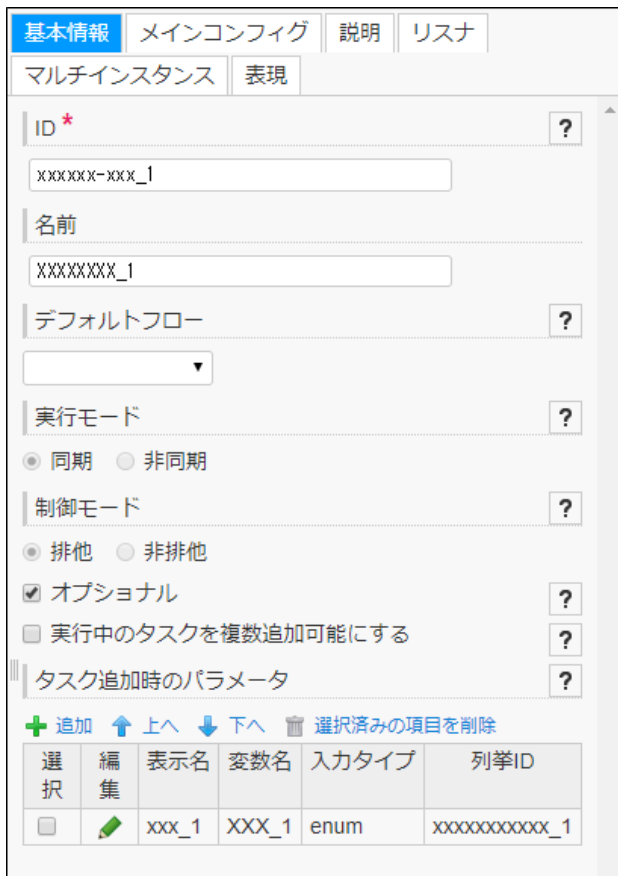 基本情報 メインコンフィグ 説明 リスナ
マルチインスタンス 表現
ID * ?
xxxxxx-xxx_1
名前
XXXXXXXX_1
デフォルトフロー ?
実行モード ?
同期 非同期
制御モード ?
排他 非排他
オプショナル ?
実行中のタスクを複数追加可能にする ?
タスク追加時のパラメータ ?
追加 上へ 下へ 選択済みの項目を削除
選択 編集 表示名 変数名 入力タイプ 列挙ID
xxx_1 XXX_1 enum xxxxxxxxxxx_1